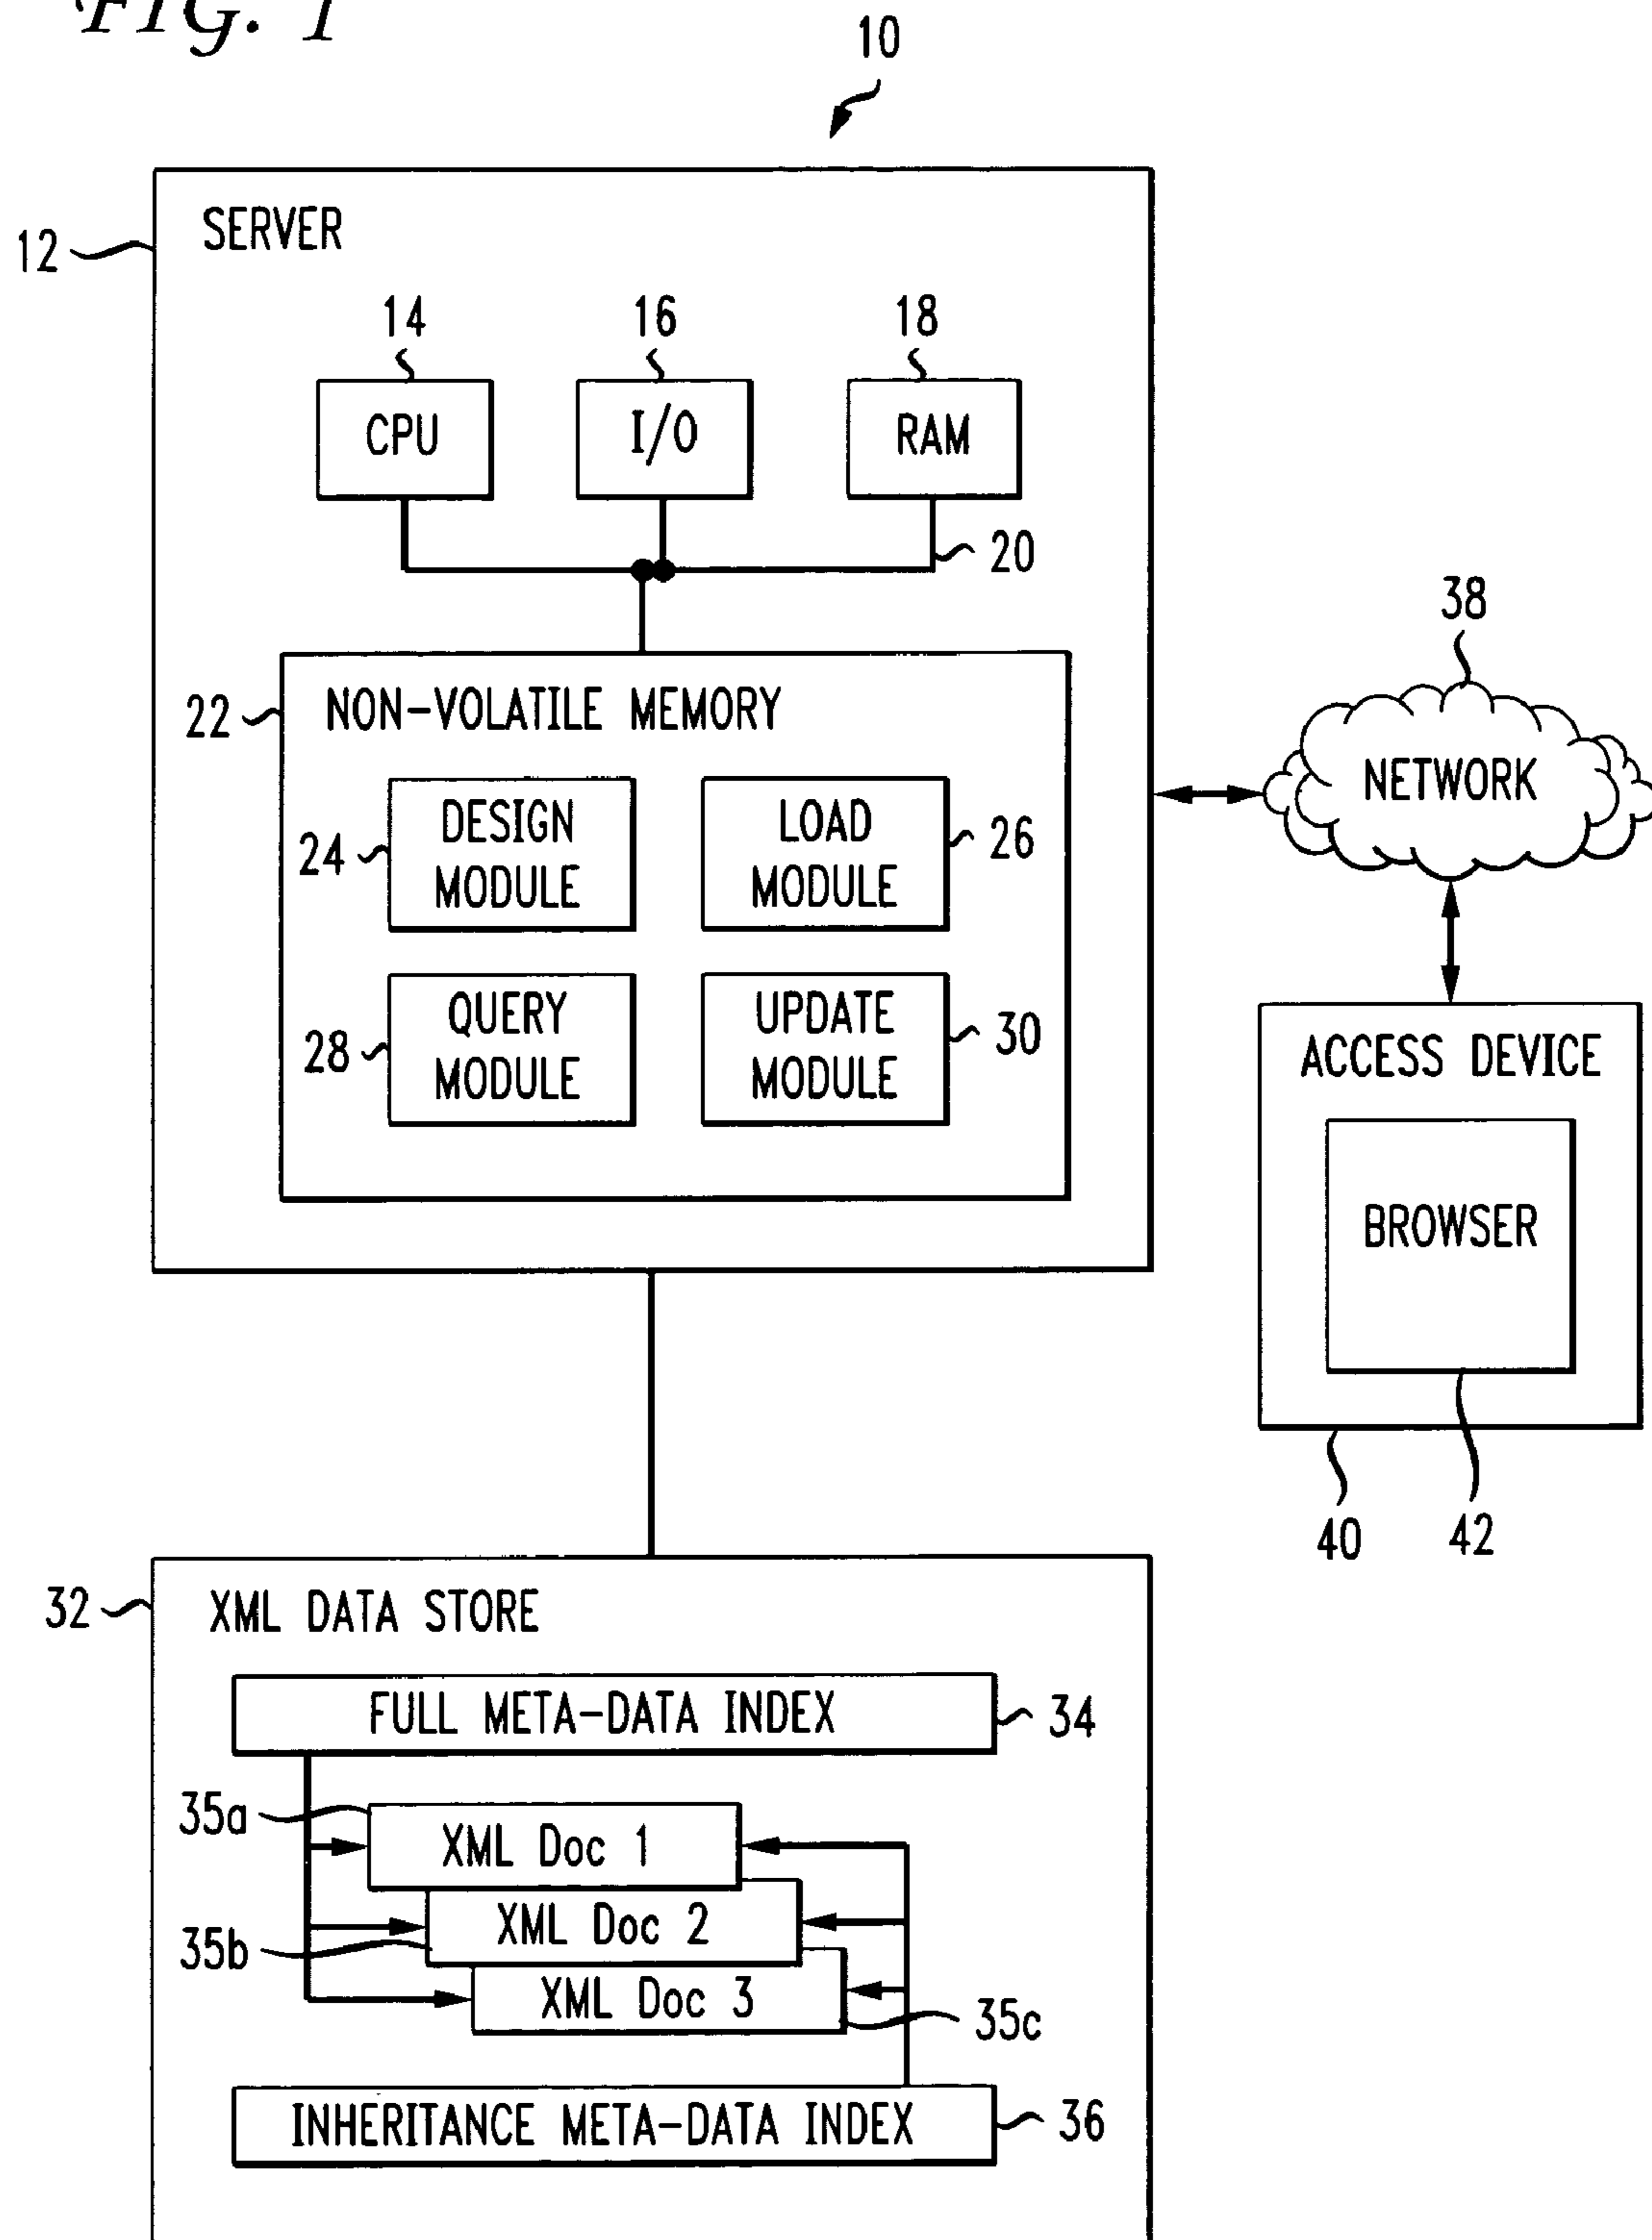 FIG. 1
10
12
SERVER
14
16
18
CPU
I/O
RAM
20
22
NON-VOLATILE MEMORY
24
DESIGN
MODULE
LOAD
MODULE
26
28
QUERY
MODULE
UPDATE
MODULE
30
38
NETWORK
ACCESS DEVICE
BROWSER
40
42
32
XML DATA STORE
FULL META-DATA INDEX
34
35a
XML Doc 1
35b
XML Doc 2
XML Doc 3
35c
INHERITANCE META-DATA INDEX
36